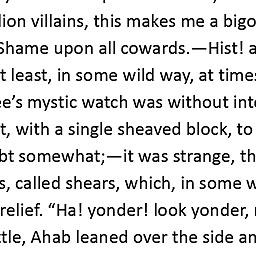 lion villains, this makes me a bigo
Shame upon all cowards.—Hist! a
t least, in some wild way, at times
ee’s mystic watch was without inte
t, with a single sheaved block, to
bt somewhat;—it was strange, th
s, called shears, which, in some w
relief. “Ha! yonder! look yonder,
ttle, Ahab leaned over the side an